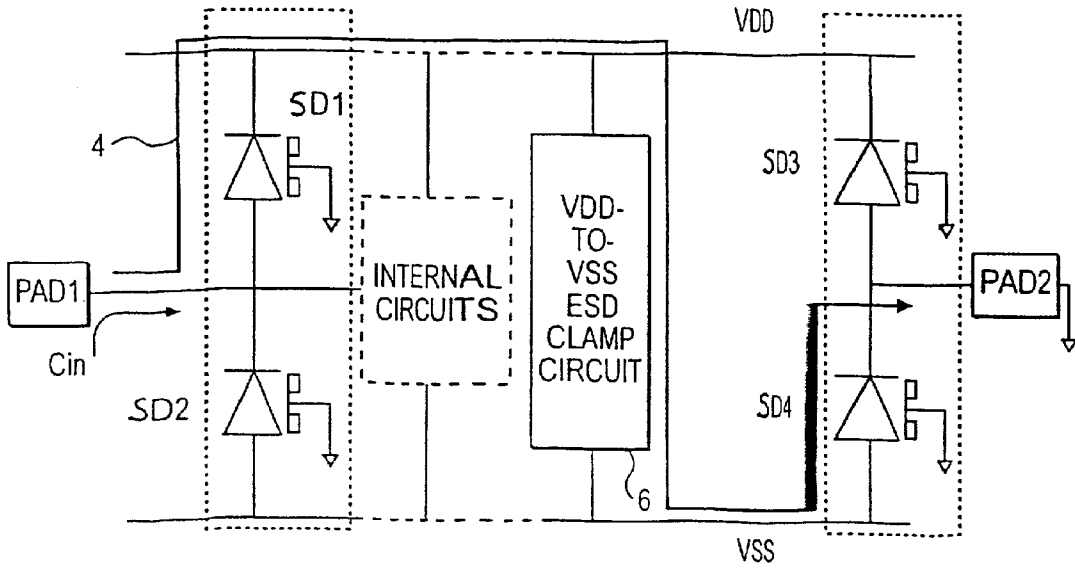 VDD
SD1
4
SD3
VDD-
TO-
VSS
ESD
CLAMP
CIRCUIT
INTERNAL
CIRCUITS
PAD1
PAD2
Cin
SD2
SD4
6
VSS